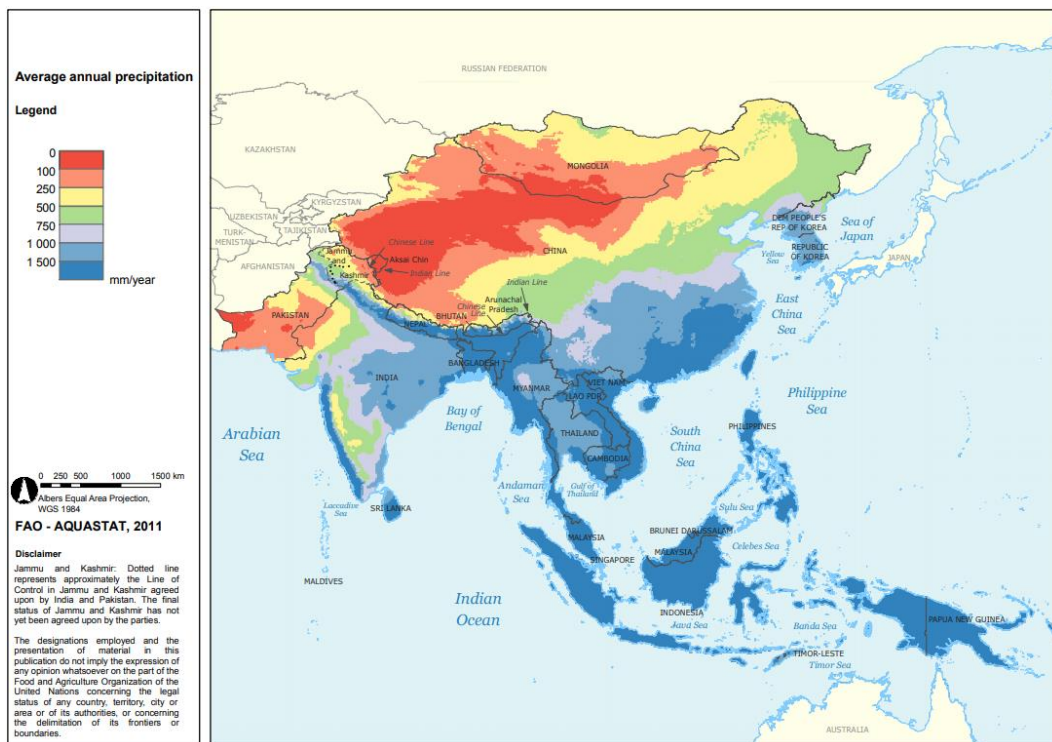 Average annual precipitation
Legend
0
100
250
500
750
1 000
1 500
mm/year
0 250 500 1000 1500 km
Albers Equal Area Projection,
WGS 1984
FAO - AQUASTAT, 2011
Disclaimer
Jammu and Kashmir: Dotted line
represents approximately the Line of
Control in Jammu and Kashmir agreed
upon by India and Pakistan. The final
status of Jammu and Kashmir has not
yet been agreed upon by the parties.
The designations employed and the
presentation of material in this
publication do not imply the expression of
any opinion whatsoever on the part of the
Food and Agriculture Organization of the
United Nations concerning the legal
status of any country, territory, city or
area or of its authorities, or concerning
the delimitation of its frontiers or
boundaries.
RUSSIAN FEDERATION
KAZAKHSTAN
MONGOLIA
KYRGYZSTAN
UZBEKISTAN
TAJIKISTAN
TURK-
MENISTAN
AFGHANISTAN
Jammu
and
Kashmir
Chinese Line
Aksai Chin
Indian Line
CHINA
DEM PEOPLE'S
REP OF KOREA
Sea of
Japan
REPUBLIC
OF KOREA
Yellow
Sea
JAPAN
East
China
Sea
Indian Line
Arunachal
Pradesh
Chinese
Line
BHUTAN
NEPAL
PAKISTAN
BANGLADESH
INDIA
MYANMAR
VIET NAM
LAO PDR
Philippine
Sea
Arabian
Sea
Bay of
Bengal
THAILAND
South
China
Sea
PHILIPPINES
CAMBODIA
Andaman
Sea
Gulf of
Thailand
Laccadive
Sea
SRI LANKA
Sulu Sea
BRUNEI DARUSSALAM
MALAYSIA
MALAYSIA
Celebes Sea
SINGAPORE
MALDIVES
Indian
Ocean
INDONESIA
Java Sea
Banda Sea
PAPUA NEW GUINEA
TIMOR-LESTE
Timor Sea
AUSTRALIA